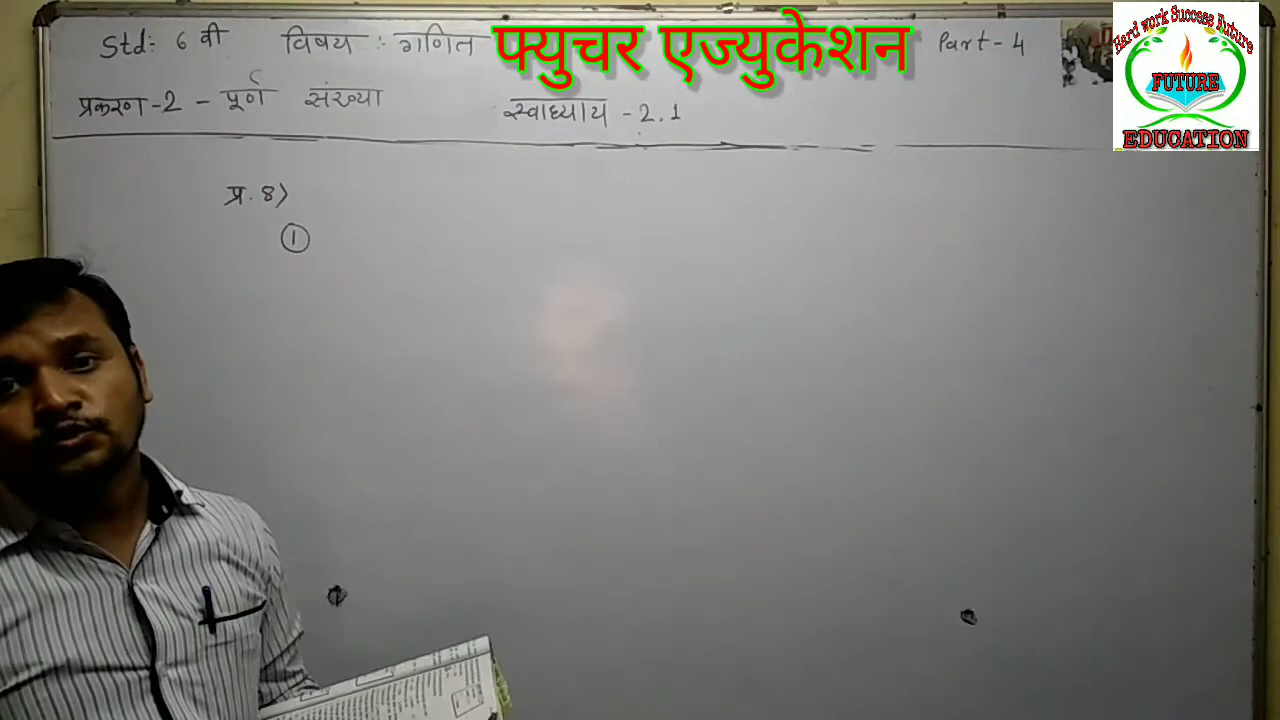 Std: 6 वी विषय : गणित फ्युचर एज्युकेशन Part - 4
प्रकरण - 2 - पूर्ण संख्या स्वाध्याय - 2.1
प्र. 8)
1
Hard work Success Future
FUTURE
EDUCATION